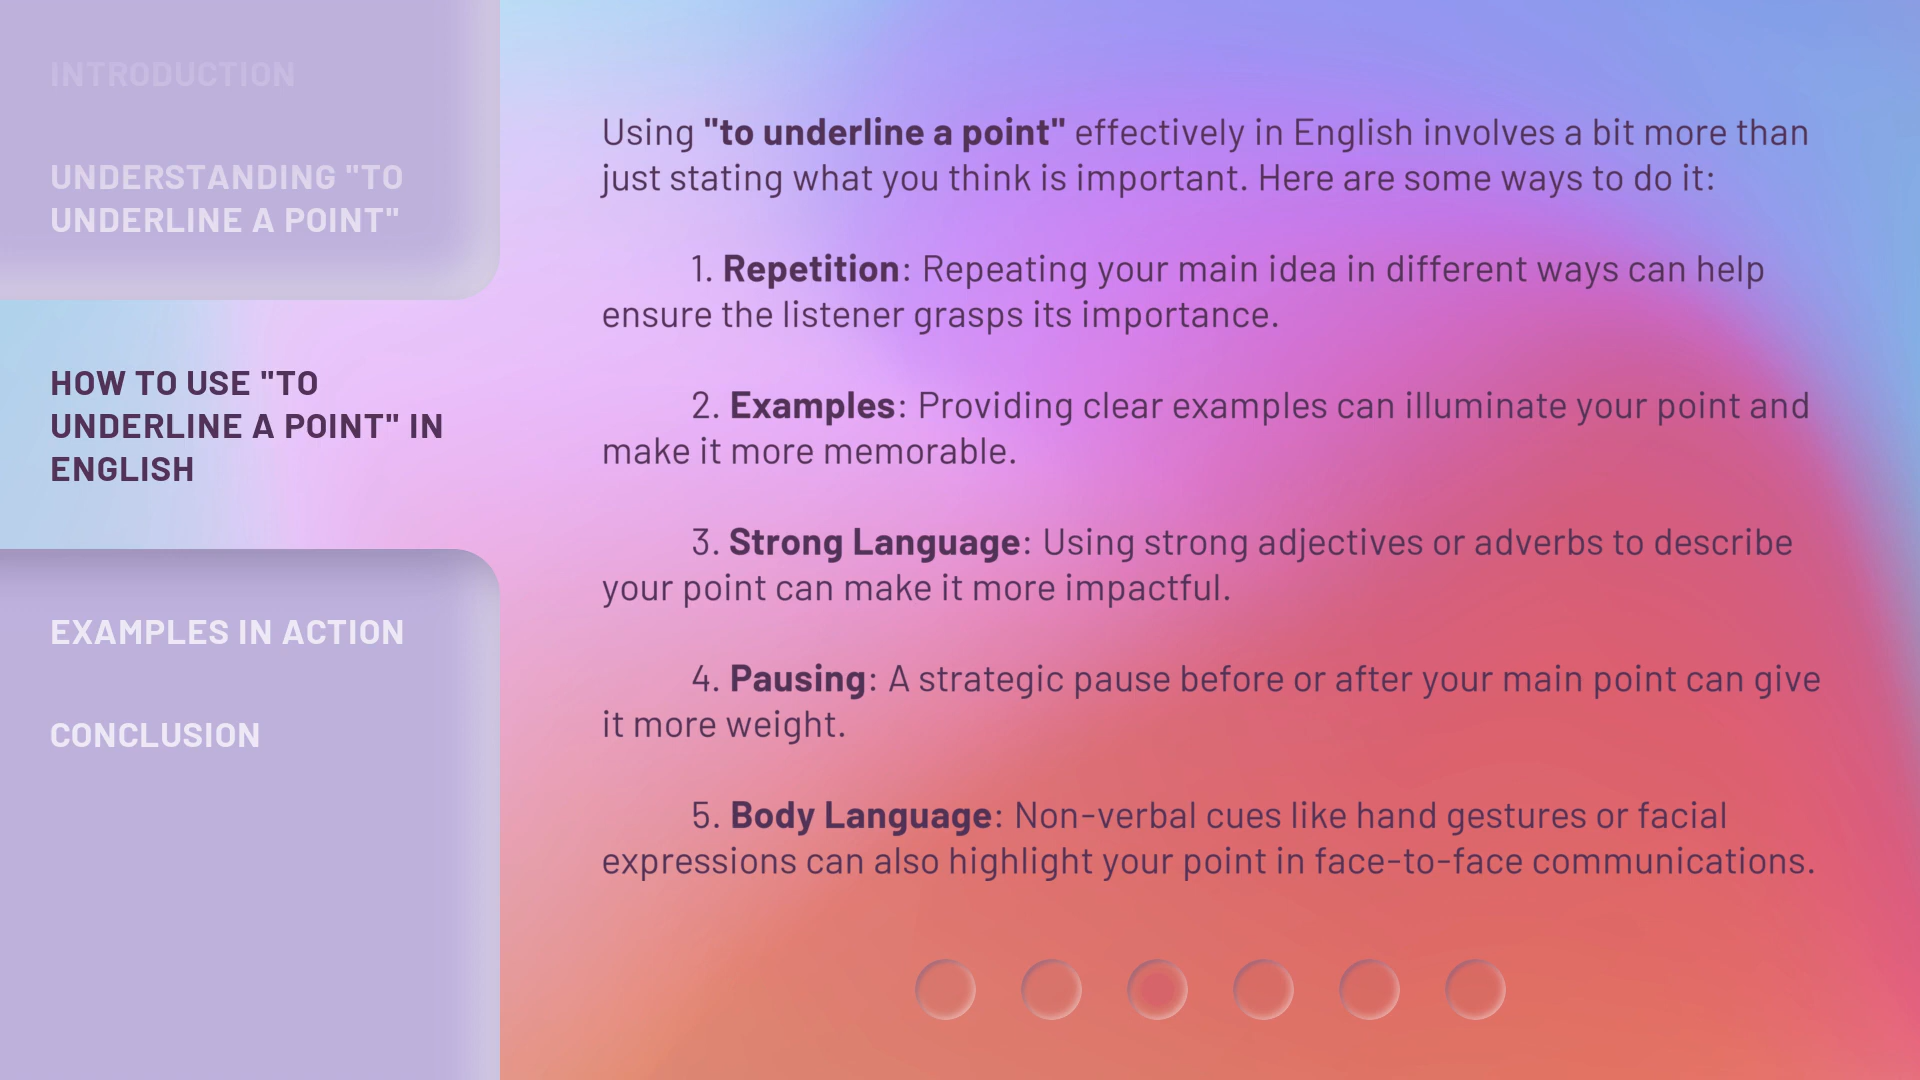 INTRODUCTION
UNDERSTANDING "TO
UNDERLINE A POINT"
HOW TO USE "TO
UNDERLINE A POINT" IN
ENGLISH
EXAMPLES IN ACTION
CONCLUSION
Using "to underline a point" effectively in English involves a bit more than
just stating what you think is important. Here are some ways to do it:
1. Repetition: Repeating your main idea in different ways can help
ensure the listener grasps its importance.
2. Examples: Providing clear examples can illuminate your point and
make it more memorable.
3. Strong Language: Using strong adjectives or adverbs to describe
your point can make it more impactful.
4. Pausing: A strategic pause before or after your main point can give
it more weight.
5. Body Language: Non-verbal cues like hand gestures or facial
expressions can also highlight your point in face-to-face communications.